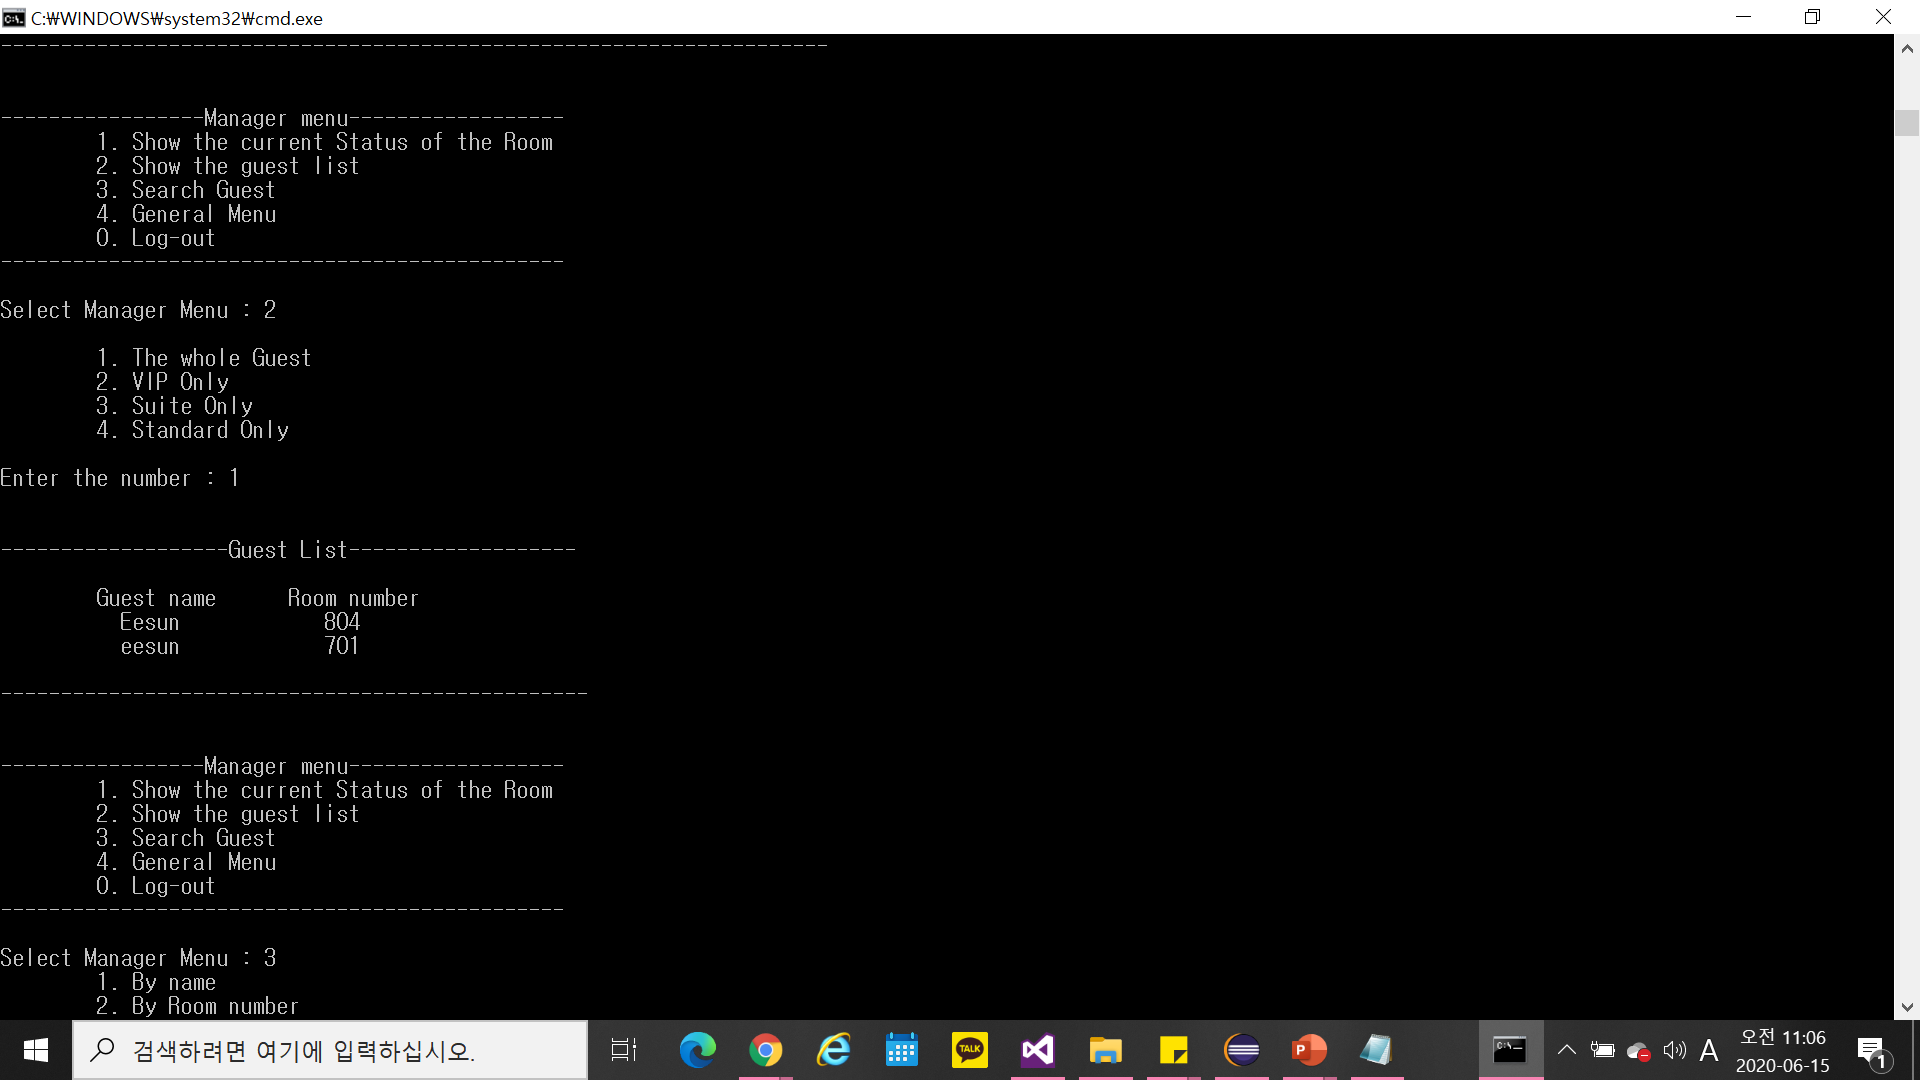 C:₩WINDOWS₩system32₩cmd.exe
---------------------------------------------------------------------
-----------------Manager menu------------------
1. Show the current Status of the Room
2. Show the guest list
3. Search Guest
4. General Menu
0. Log-out
-----------------------------------------------
Select Manager Menu : 2
1. The whole Guest
2. VIP Only
3. Suite Only
4. Standard Only
Enter the number : 1
-------------------Guest List-------------------
Guest name Room number
Eesun 804
eesun 701
-------------------------------------------------
-----------------Manager menu------------------
1. Show the current Status of the Room
2. Show the guest list
3. Search Guest
4. General Menu
0. Log-out
-----------------------------------------------
Select Manager Menu : 3
1. By name
2. By Room number
검색하려면 여기에 입력하십시오.
TALK
P
C:\_
A
오전 11:06
2020-06-15
1